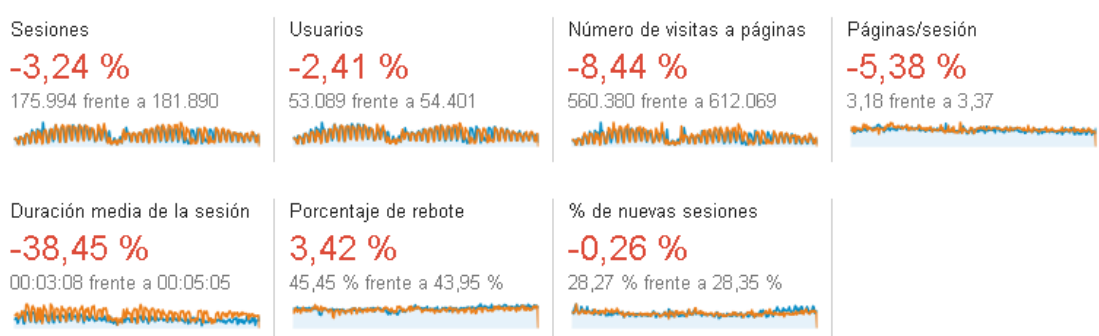 Sesiones
-3,24 %
175.994 frente a 181.890
Usuarios
-2,41 %
53.089 frente a 54.401
Número de visitas a páginas
-8,44 %
560.380 frente a 612.069
Páginas/sesión
-5,38 %
3,18 frente a 3,37
Duración media de la sesión
-38,45 %
00:03:08 frente a 00:05:05
Porcentaje de rebote
3,42 %
45,45 % frente a 43,95 %
% de nuevas sesiones
-0,26 %
28,27 % frente a 28,35 %